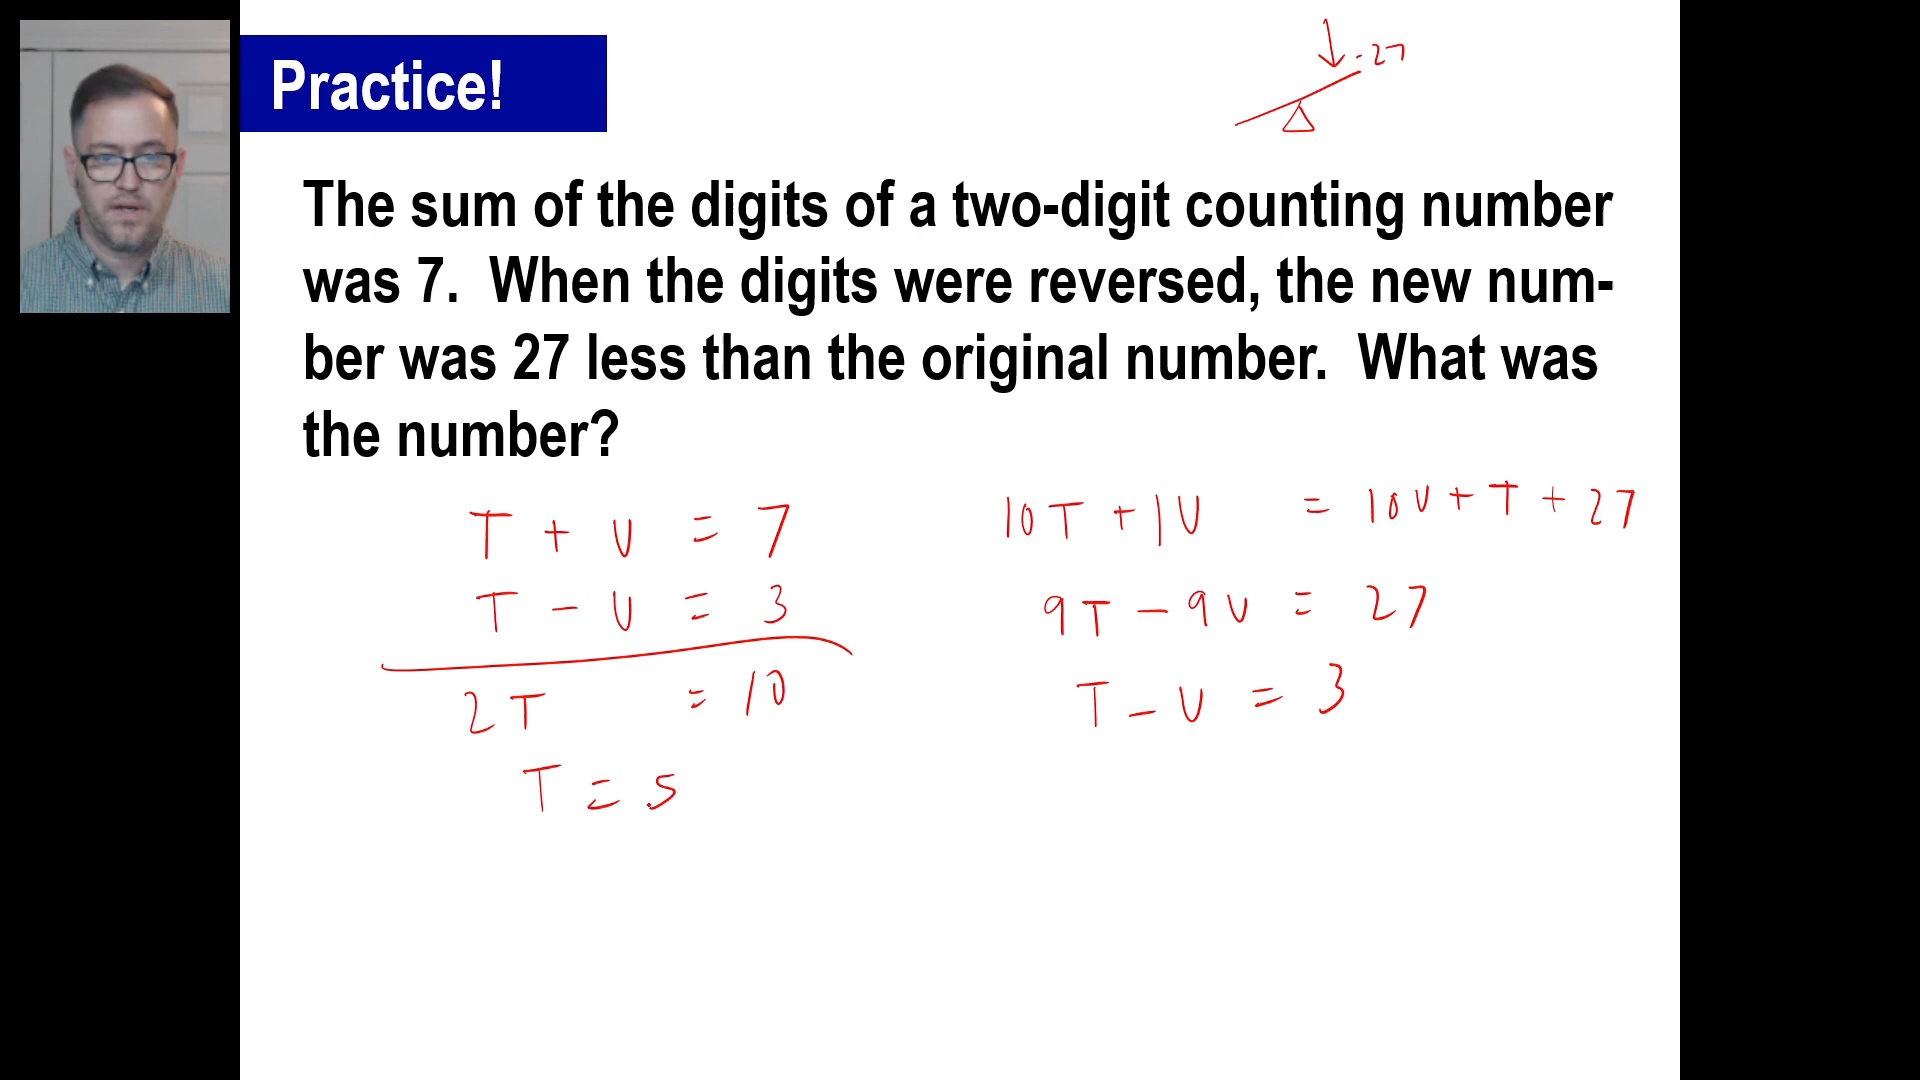 Practice!
-27
The sum of the digits of a two-digit counting number
was 7. When the digits were reversed, the new num-
ber was 27 less than the original number. What was
the number?
T + U = 7
10T + 1U = 10U + T + 27
T - U = 3
9T - 9U = 27
2T = 10
T - U = 3
T = 5